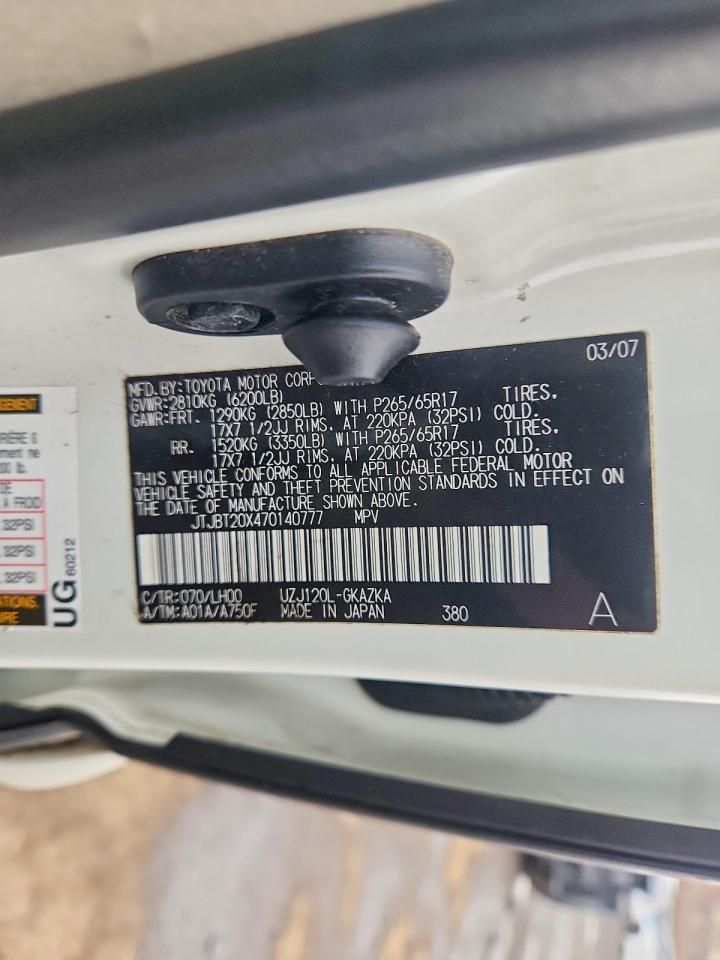 03/07
MFD. BY: TOYOTA MOTOR CORPO
GVWR: 2810KG (6200LB)
GAWR: FRT. 1290KG (2850LB) WITH P265/65R17 TIRES.
17X7 1/2JJ RIMS. AT 220KPA (32PSI) COLD.
RR. 1520KG (3350LB) WITH P265/65R17 TIRES.
17X7 1/2JJ RIMS. AT 220KPA (32PSI) COLD.
THIS VEHICLE CONFORMS TO ALL APPLICABLE FEDERAL MOTOR
VEHICLE SAFETY AND THEFT PREVENTION STANDARDS IN EFFECT ON
THE DATE OF MANUFACTURE SHOWN ABOVE.
JTJBT20X470140777 MPV
C/TR: 070/LH00 UZJ120L-GKAZKA
A/TM: A01A/A750F MADE IN JAPAN 380 A
A FROID
32PSI
32PSI
32PSI
UG 60212